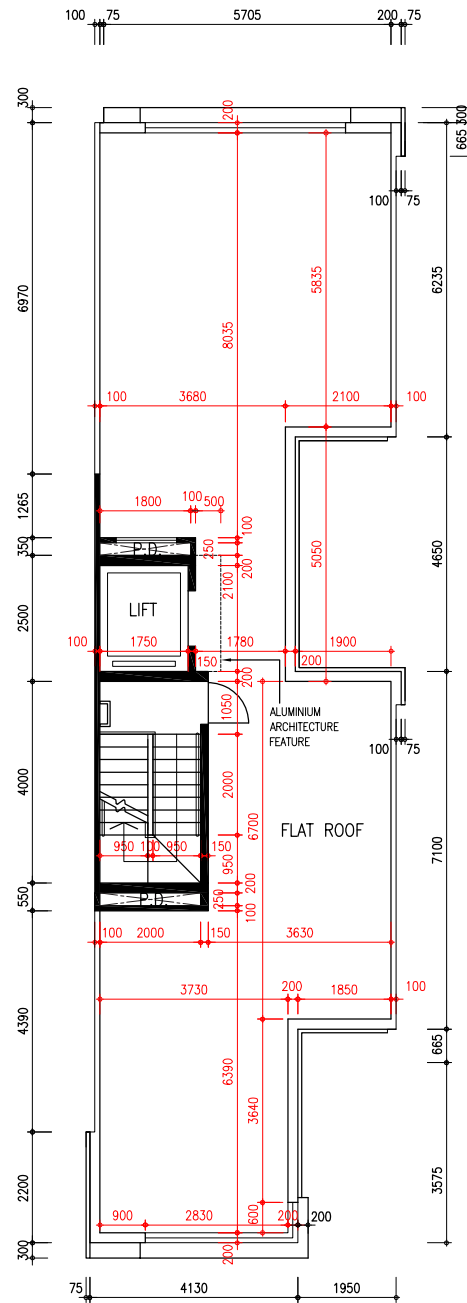 100 75 5705 200 75
300 200 300
665
100 75
6970 8035 5835 6235
100 3680 2100 100
1265 1800 100 500
350 P.D. 250 100
200
2500 LIFT 2100 5050 4650
100 1750 1780 1900
150 200
200
1050 ALUMINIUM
ARCHITECTURE
FEATURE
100 75
4000 2000
6700 FLAT ROOF 7100
950 100 950 150 950
550 P.D. 250 200
100
100 2000 150 3630
3730 200 1850 100
4390 6390 665
3640
2200 3575
900 2830 200 600 200
300 200
75 4130 1950